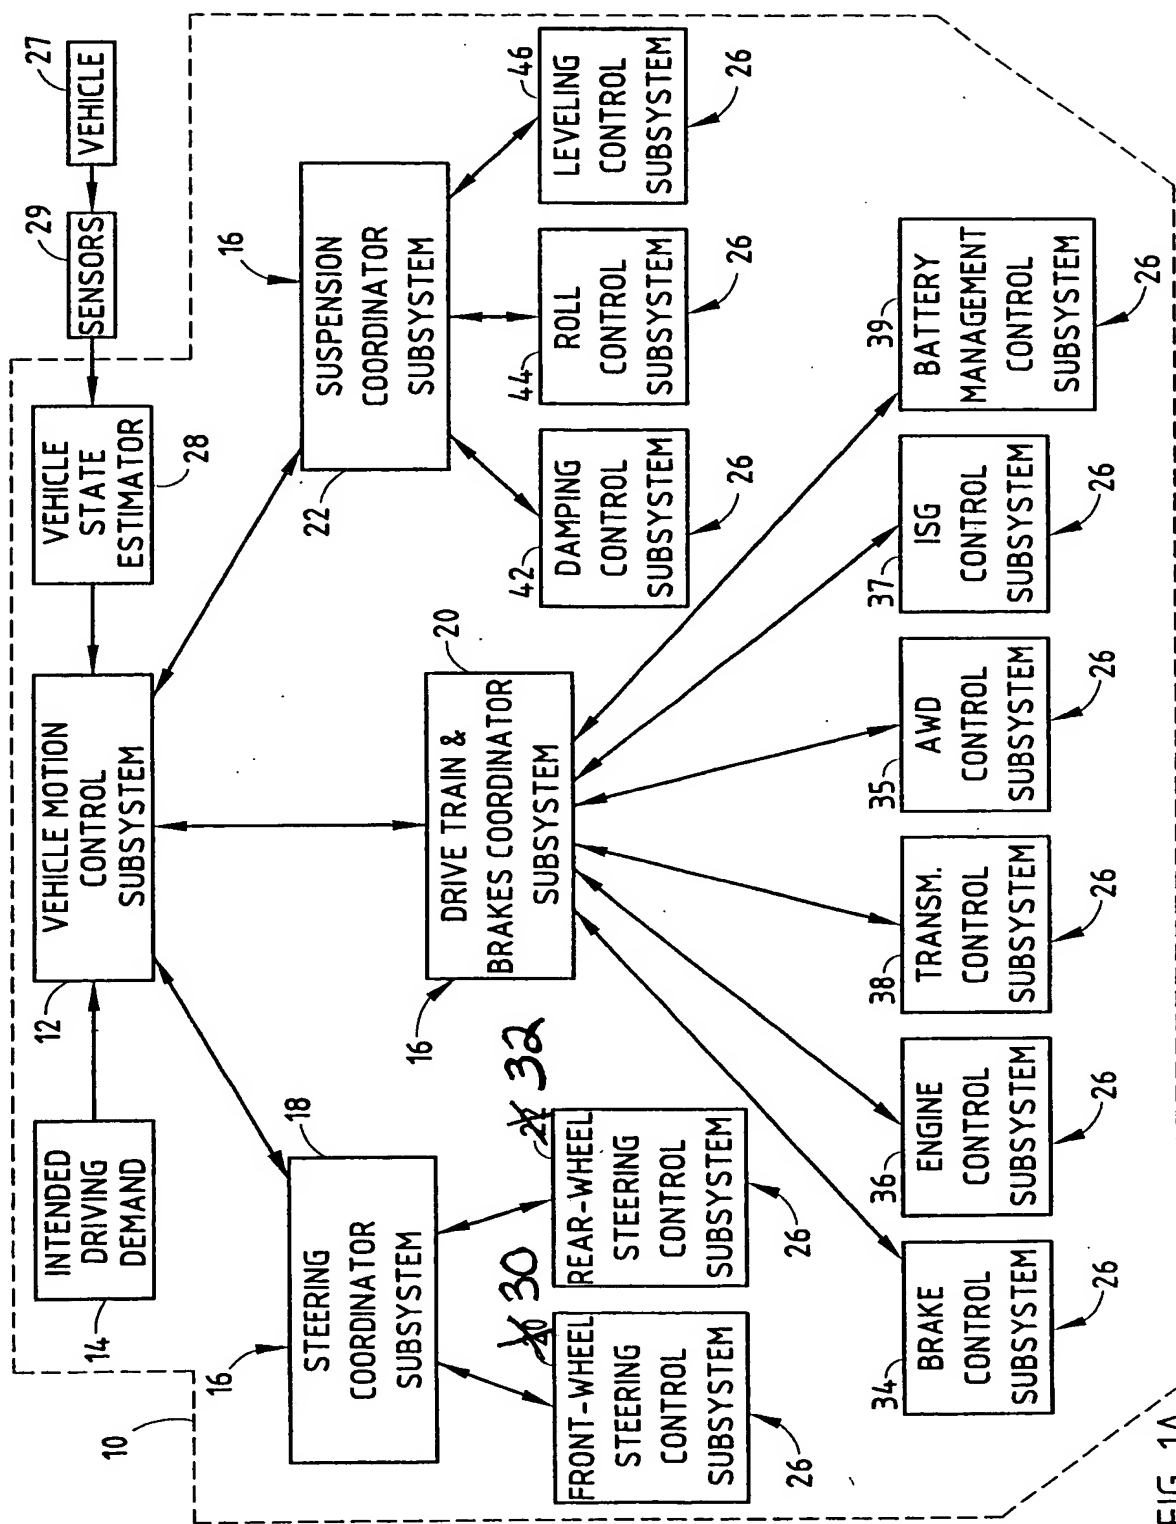 27
VEHICLE
29
SENSORS
VEHICLE
STATE
ESTIMATOR
28
12
VEHICLE MOTION
CONTROL
SUBSYSTEM
INTENDED
DRIVING
DEMAND
14
10
16
STEERING
COORDINATOR
SUBSYSTEM
18
16
DRIVE TRAIN &
BRAKES COORDINATOR
SUBSYSTEM
20
16
SUSPENSION
COORDINATOR
SUBSYSTEM
22
20 30
FRONT-WHEEL
STEERING
CONTROL
SUBSYSTEM
26
22 32
REAR-WHEEL
STEERING
CONTROL
SUBSYSTEM
26
42
DAMPING
CONTROL
SUBSYSTEM
26
44
ROLL
CONTROL
SUBSYSTEM
26
46
LEVELING
CONTROL
SUBSYSTEM
26
34
BRAKE
CONTROL
SUBSYSTEM
26
36
ENGINE
CONTROL
SUBSYSTEM
26
38
TRANSM.
CONTROL
SUBSYSTEM
26
35
AWD
CONTROL
SUBSYSTEM
26
37
ISG
CONTROL
SUBSYSTEM
26
39
BATTERY
MANAGEMENT
CONTROL
SUBSYSTEM
26
FIG. 1A